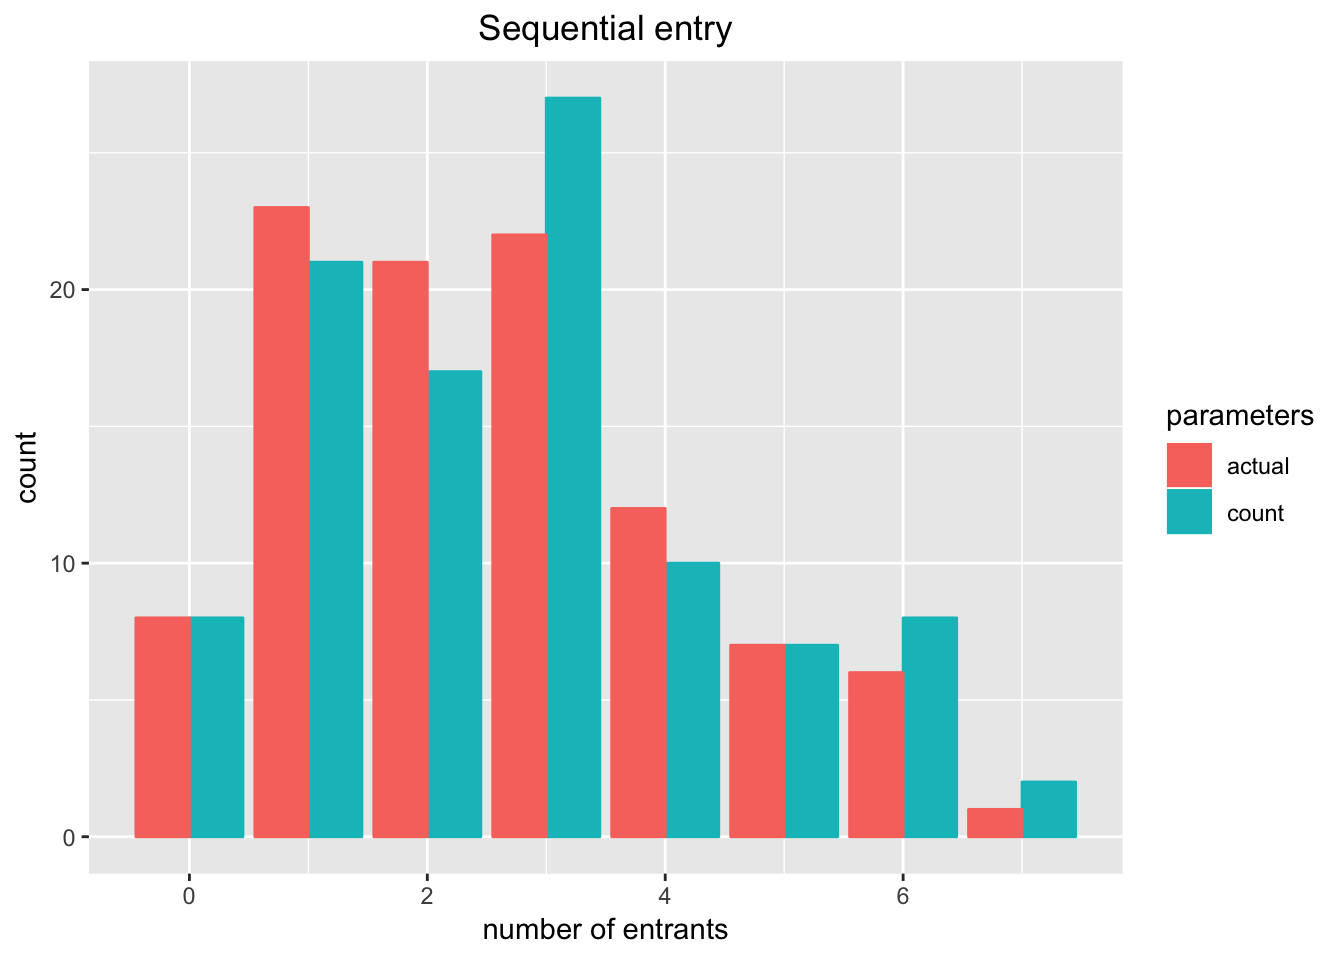 Sequential entry
count
20
10
0
0 2 4 6
number of entrants
parameters
actual
count